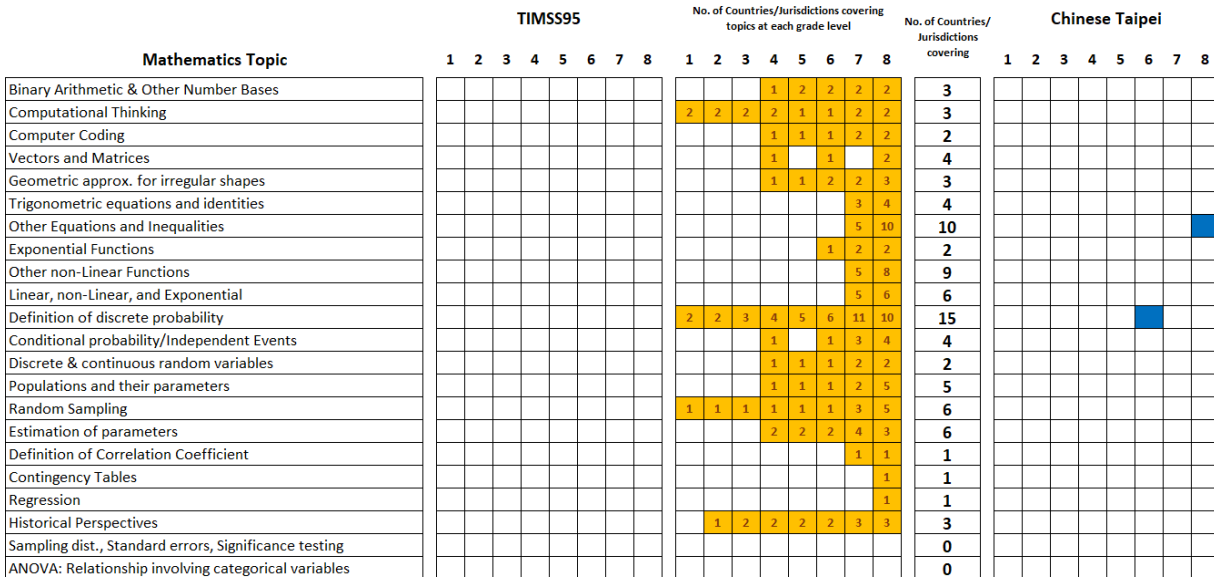 TIMSS95
No. of Countries/Jurisdictions covering
topics at each grade level
No. of Countries/
Jurisdictions
covering
Chinese Taipei
Mathematics Topic 1 2 3 4 5 6 7 8 1 2 3 4 5 6 7 8 1 2 3 4 5 6 7 8
Binary Arithmetic & Other Number Bases 1 2 2 2 2 3
Computational Thinking 2 2 2 2 1 1 2 2 3
Computer Coding 1 1 1 2 2 2
Vectors and Matrices 1 1 2 4
Geometric approx. for irregular shapes 1 1 2 2 3 3
Trigonometric equations and identities 3 4 4
Other Equations and Inequalities 5 10 10
Exponential Functions 1 2 2 2
Other non-Linear Functions 5 8 9
Linear, non-Linear, and Exponential 5 6 6
Definition of discrete probability 2 2 3 4 5 6 11 10 15
Conditional probability/Independent Events 1 1 3 4 4
Discrete & continuous random variables 1 1 1 2 2 2
Populations and their parameters 1 1 1 2 5 5
Random Sampling 1 1 1 1 1 1 3 5 6
Estimation of parameters 2 2 2 4 3 6
Definition of Correlation Coefficient 1 1 1
Contingency Tables 1 1
Regression 1 1
Historical Perspectives 1 2 2 2 2 3 3 3
Sampling dist., Standard errors, Significance testing 0
ANOVA: Relationship involving categorical variables 0